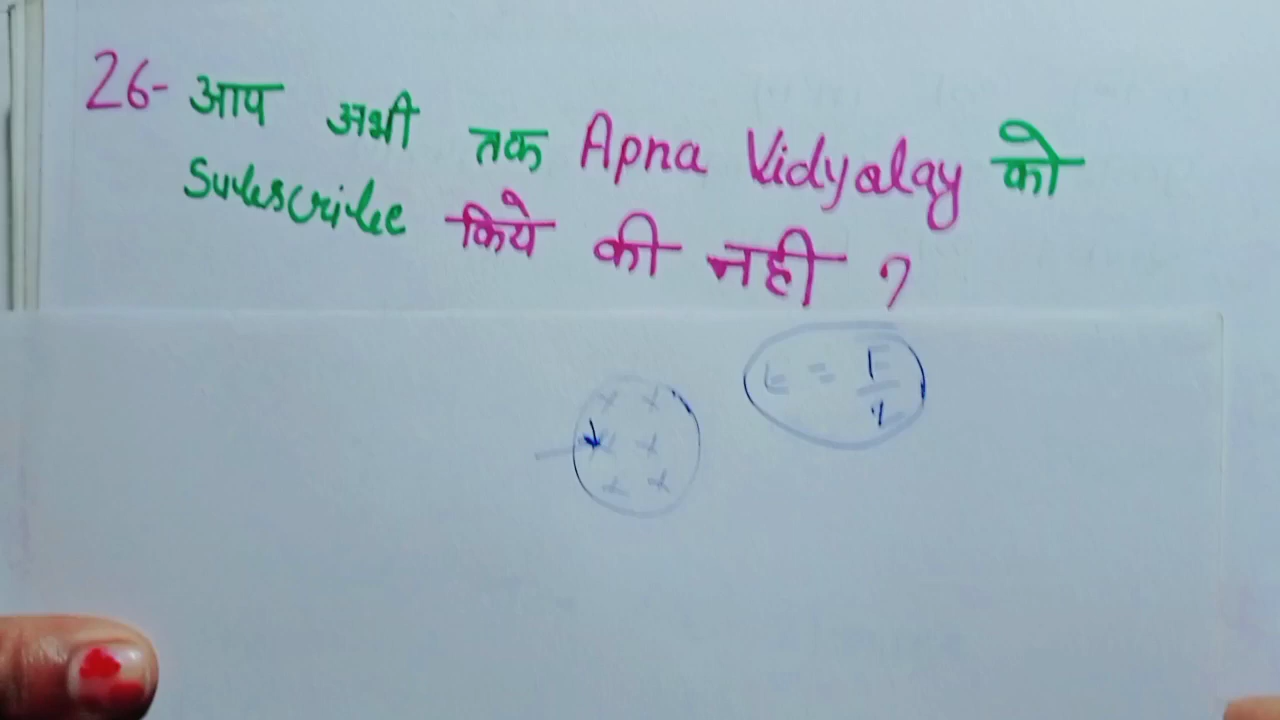 26- आप अभी तक Apna Vidyalay को
Subscribe किये की नही ?
E = F